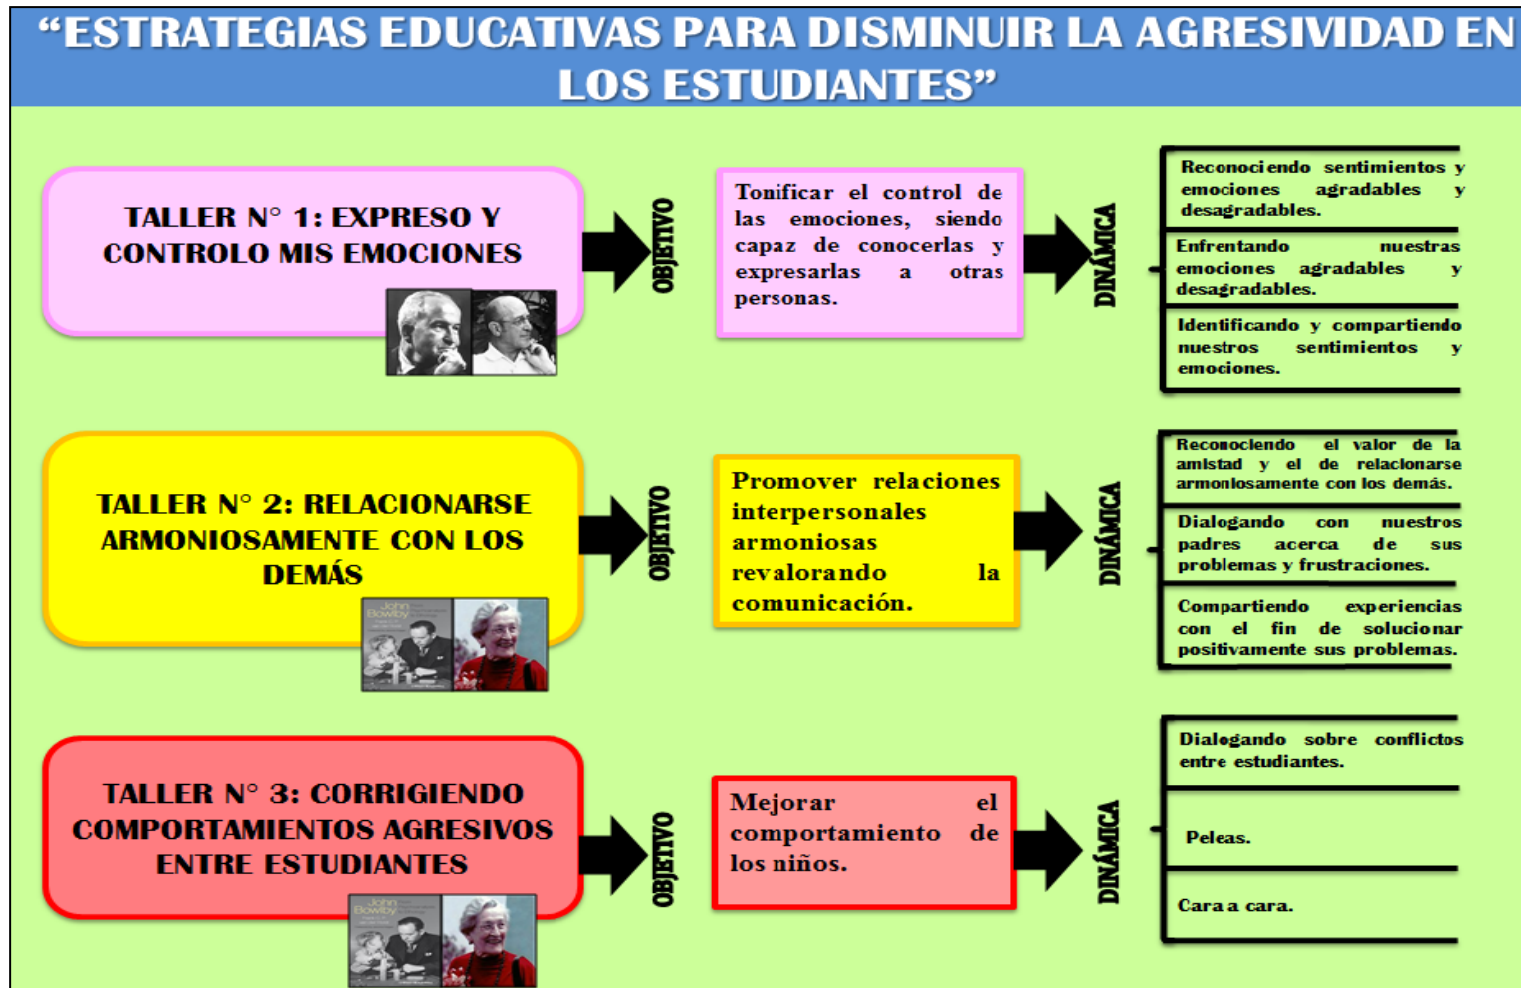 “ESTRATEGIAS EDUCATIVAS PARA DISMINUIR LA AGRESIVIDAD EN
LOS ESTUDIANTES”
TALLER N° 1: EXPRESO Y
CONTROLO MIS EMOCIONES
OBJETIVO
Tonificar el control de
las emociones, siendo
capaz de conocerlas y
expresarlas a otras
personas.
DINÁMICA
Reconociendo sentimientos y
emociones agradables y
desagradables.
Enfrentando nuestras
emociones agradables y
desagradables.
Identificando y compartiendo
nuestros sentimientos y
emociones.
TALLER N° 2: RELACIONARSE
ARMONIOSAMENTE CON LOS
DEMÁS
John
Bowlby
OBJETIVO
Promover relaciones
interpersonales
armoniosas
revalorando la
comunicación.
DINÁMICA
Reconociendo el valor de la
amistad y el de relacionarse
armoniosamente con los demás.
Dialogando con nuestros
padres acerca de sus
problemas y frustraciones.
Compartiendo experiencias
con el fin de solucionar
positivamente sus problemas.
TALLER N° 3: CORRIGIENDO
COMPORTAMIENTOS AGRESIVOS
ENTRE ESTUDIANTES
John
Bowlby
OBJETIVO
Mejorar el
comportamiento de
los niños.
DINÁMICA
Dialogando sobre conflictos
entre estudiantes.
Peleas.
Cara a cara.